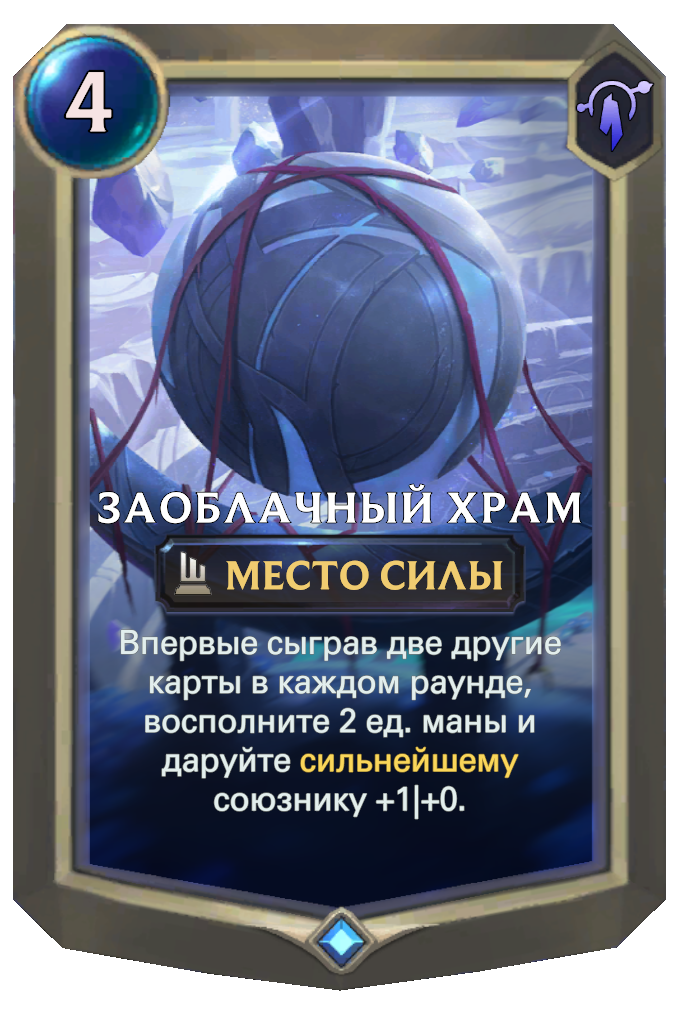 4
ЗАОБЛАЧНЫЙ ХРАМ
МЕСТО СИЛЫ
Впервые сыграв две другие
карты в каждом раунде,
восполните 2 ед. маны и
даруйте сильнейшему
союзнику +1|+0.